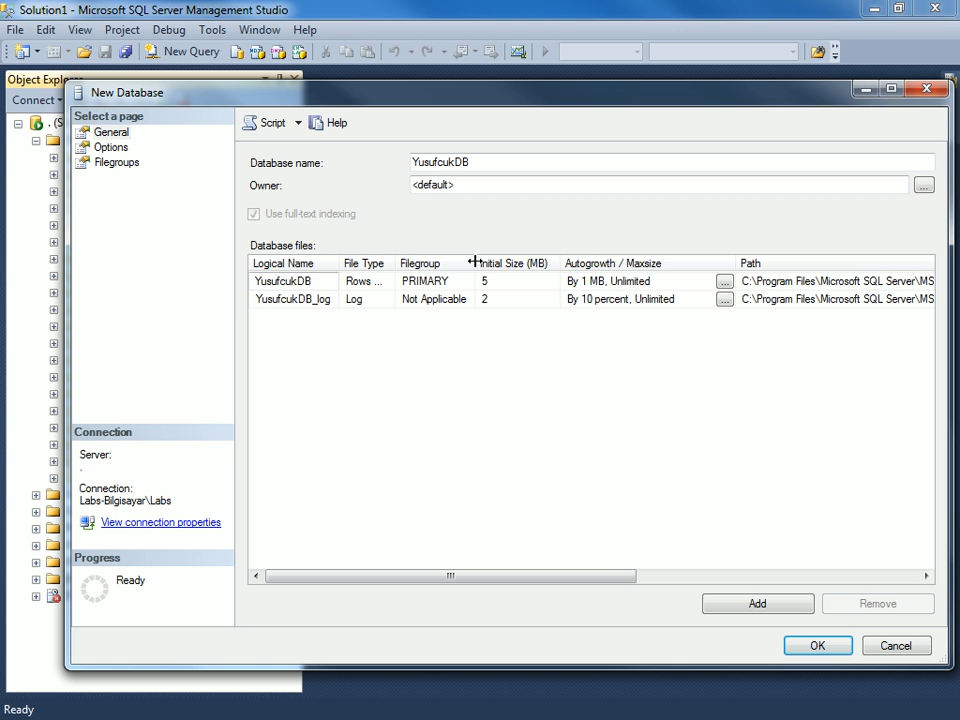 Solution1 - Microsoft SQL Server Management Studio
File Edit View Project Debug Tools Window Help
New Query
Object Explorer
Connect
New Database
Select a page
General
Options
Filegroups
Script Help
Database name: YusufcukDB
Owner: <default>
...
Use full-text indexing
Database files:
Logical Name File Type Filegroup Initial Size (MB) Autogrowth / Maxsize Path
YusufcukDB Rows ... PRIMARY 5 By 1 MB, Unlimited ... C:\Program Files\Microsoft SQL Server\MS
YusufcukDB_log Log Not Applicable 2 By 10 percent, Unlimited ... C:\Program Files\Microsoft SQL Server\MS
Connection
Server:
.
Connection:
Labs-Bilgisayar\Labs
View connection properties
Progress
Ready
Add Remove
OK Cancel
Ready